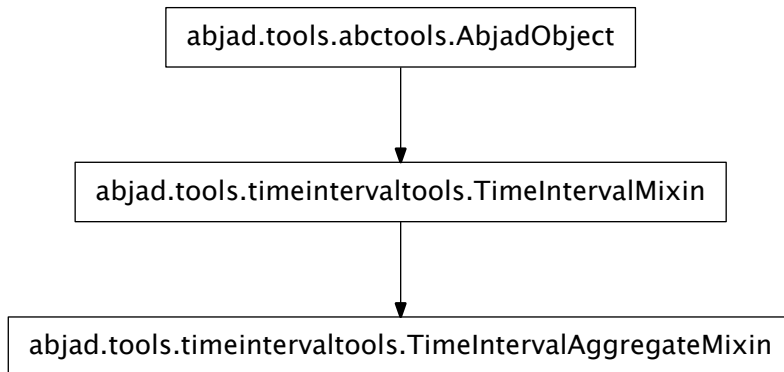 abjad.tools.abctools.AbjadObject
abjad.tools.timeintervaltools.TimeIntervalMixin
abjad.tools.timeintervaltools.TimeIntervalAggregateMixin